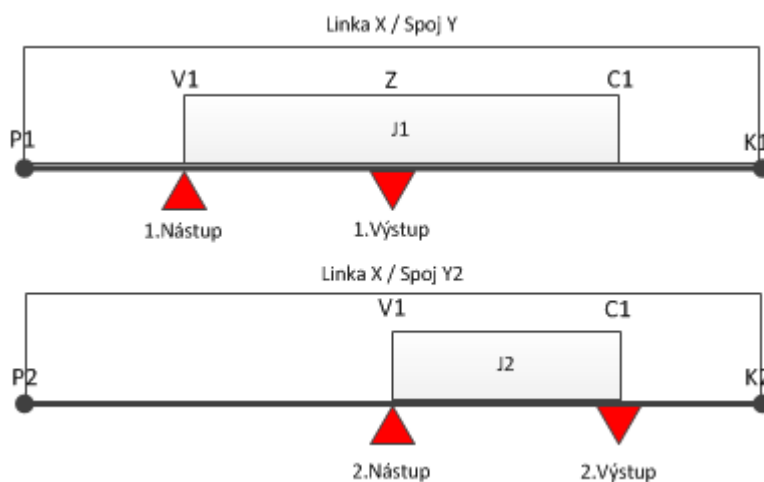 Linka X / Spoj Y
V1 Z C1
J1
P1 K1
1.Nástup 1.Výstup
Linka X / Spoj Y2
V1 C1
J2
P2 K2
2.Nástup 2.Výstup